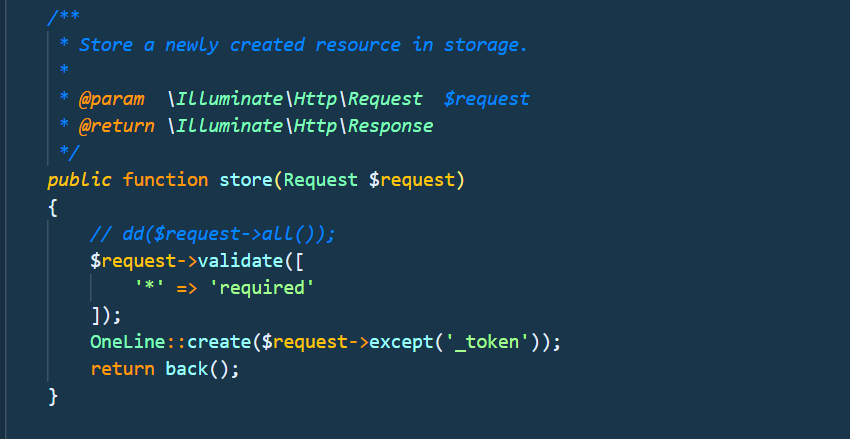 /**
* Store a newly created resource in storage.
*
* @param  \Illuminate\Http\Request  $request
* @return \Illuminate\Http\Response
*/
public function store(Request $request)
{
// dd($request->all());
$request->validate([
'*' => 'required'
]);
OneLine::create($request->except('_token'));
return back();
}